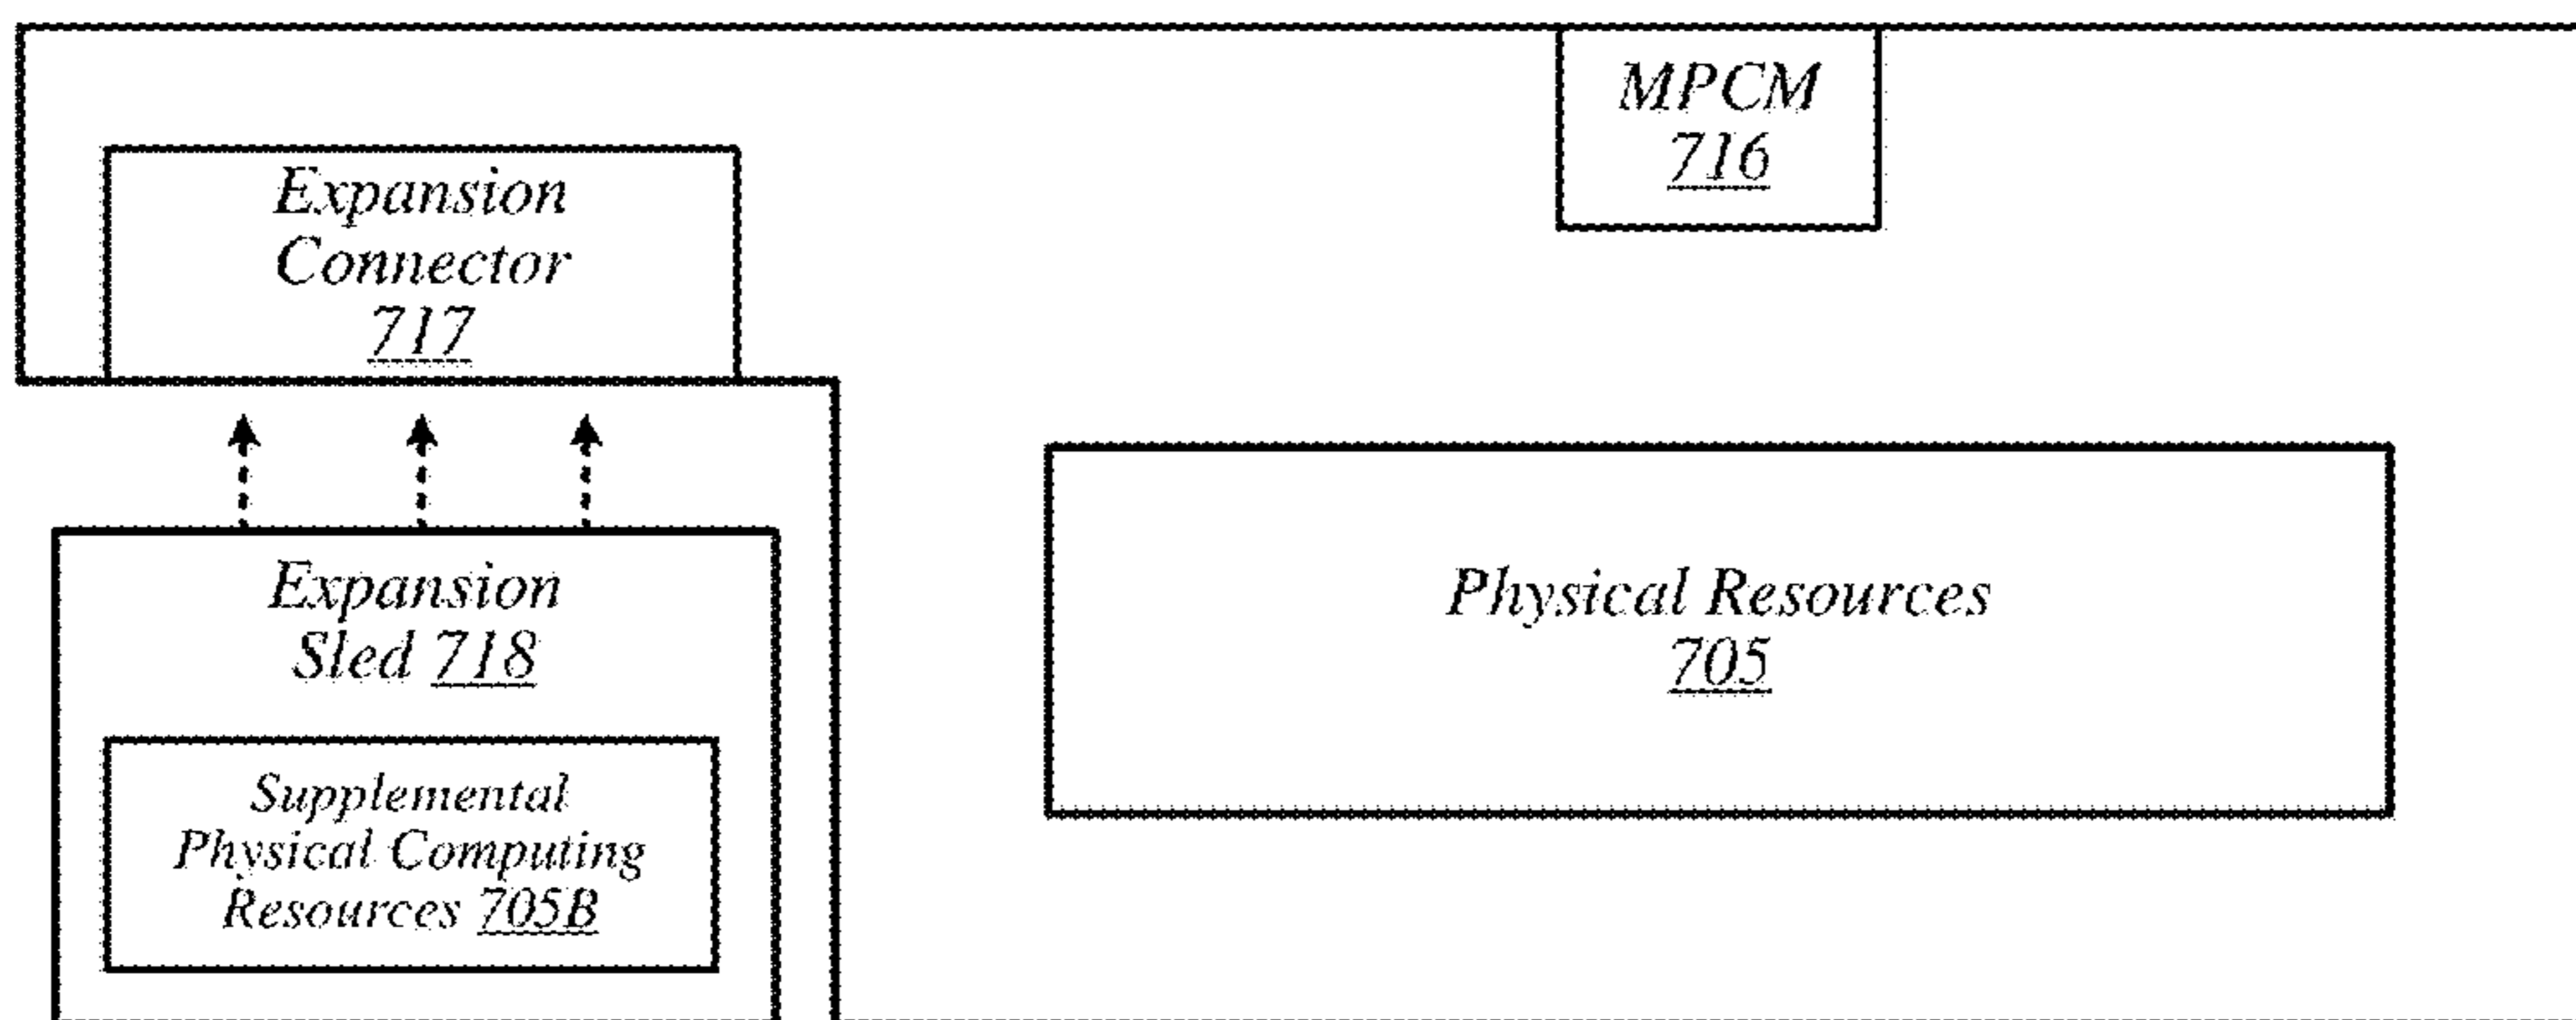 MPCM
716
Expansion
Connector
717
Expansion
Sled 718
Supplemental
Physical Computing
Resources 705B
Physical Resources
705